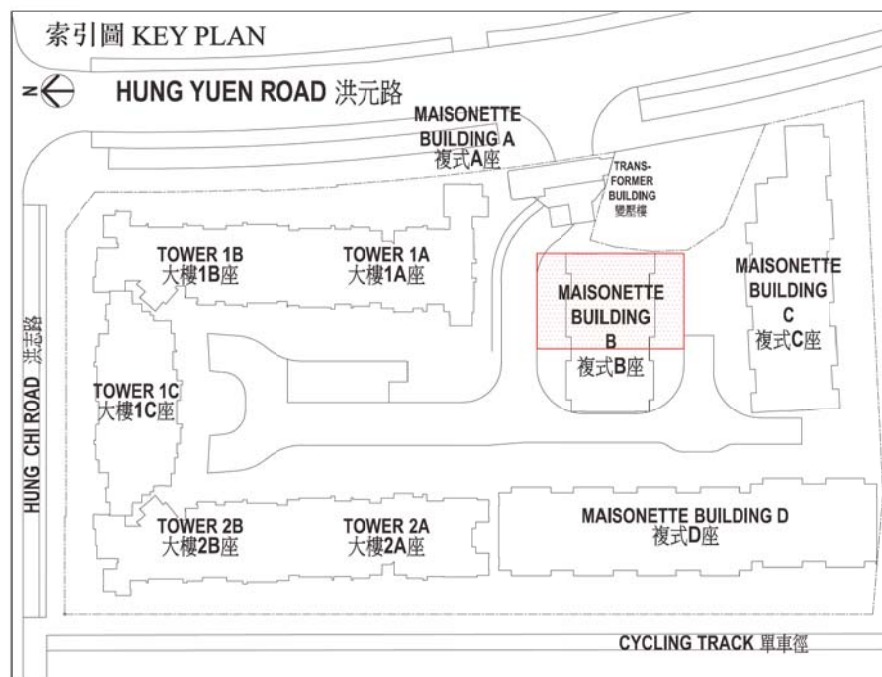 索引圖 KEY PLAN
N
HUNG YUEN ROAD 洪元路
MAISONETTE
BUILDING A
複式A座
TRANS-
FORMER
BUILDING
變壓樓
TOWER 1B
大樓1B座
TOWER 1A
大樓1A座
MAISONETTE
BUILDING
B
複式B座
MAISONETTE
BUILDING
C
複式C座
HUNG CHI ROAD 洪志路
TOWER 1C
大樓1C座
TOWER 2B
大樓2B座
TOWER 2A
大樓2A座
MAISONETTE BUILDING D
複式D座
CYCLING TRACK 單車徑